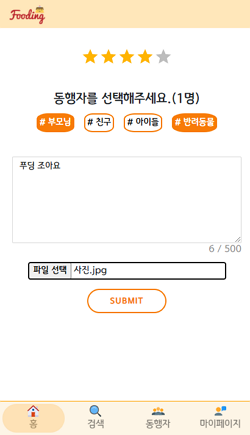 Fooding
동행자를 선택해주세요.(1명)
# 부모님 # 친구 # 아이들 # 반려동물
푸딩 조아요
6 / 500
파일 선택 사진.jpg
SUBMIT
홈 검색 동행자 마이페이지